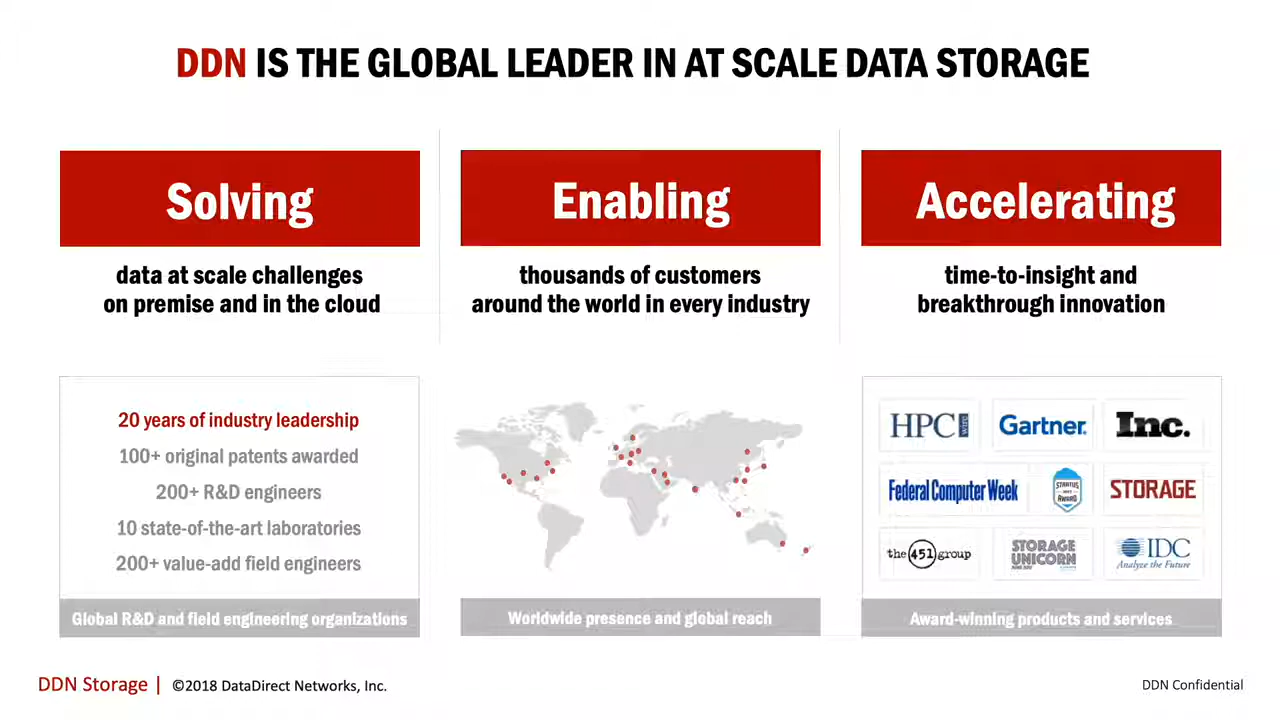 DDN IS THE GLOBAL LEADER IN AT SCALE DATA STORAGE
Solving
data at scale challenges
on premise and in the cloud
20 years of industry leadership
100+ original patents awarded
200+ R&D engineers
10 state-of-the-art laboratories
200+ value-add field engineers
Global R&D and field engineering organizations
Enabling
thousands of customers
around the world in every industry
Worldwide presence and global reach
Accelerating
time-to-insight and
breakthrough innovation
HPC wire
Gartner.
Inc.
Federal Computer Week
STORAGE
the 451 group
STORAGE
UNICORN
IDC
Analyze the Future
Award-winning products and services
DDN Storage | ©2018 DataDirect Networks, Inc.
DDN Confidential